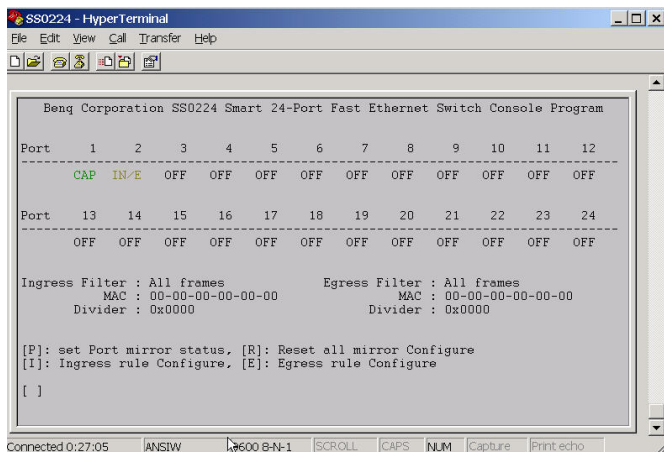 SS0224 - HyperTerminal
File Edit View Call Transfer Help
Benq Corporation SS0224 Smart 24-Port Fast Ethernet Switch Console Program
Port 1 2 3 4 5 6 7 8 9 10 11 12
CAP IN/E OFF OFF OFF OFF OFF OFF OFF OFF OFF OFF
Port 13 14 15 16 17 18 19 20 21 22 23 24
OFF OFF OFF OFF OFF OFF OFF OFF OFF OFF OFF OFF
Ingress Filter : All frames Egress Filter : All frames
MAC : 00-00-00-00-00-00 MAC : 00-00-00-00-00-00
Divider : 0x0000 Divider : 0x0000
[P]: set Port mirror status, [R]: Reset all mirror Configure
[I]: Ingress rule Configure, [E]: Egress rule Configure
[ ]
Connected 0:27:05 ANSIW 9600 8-N-1 SCROLL CAPS NUM Capture Print echo